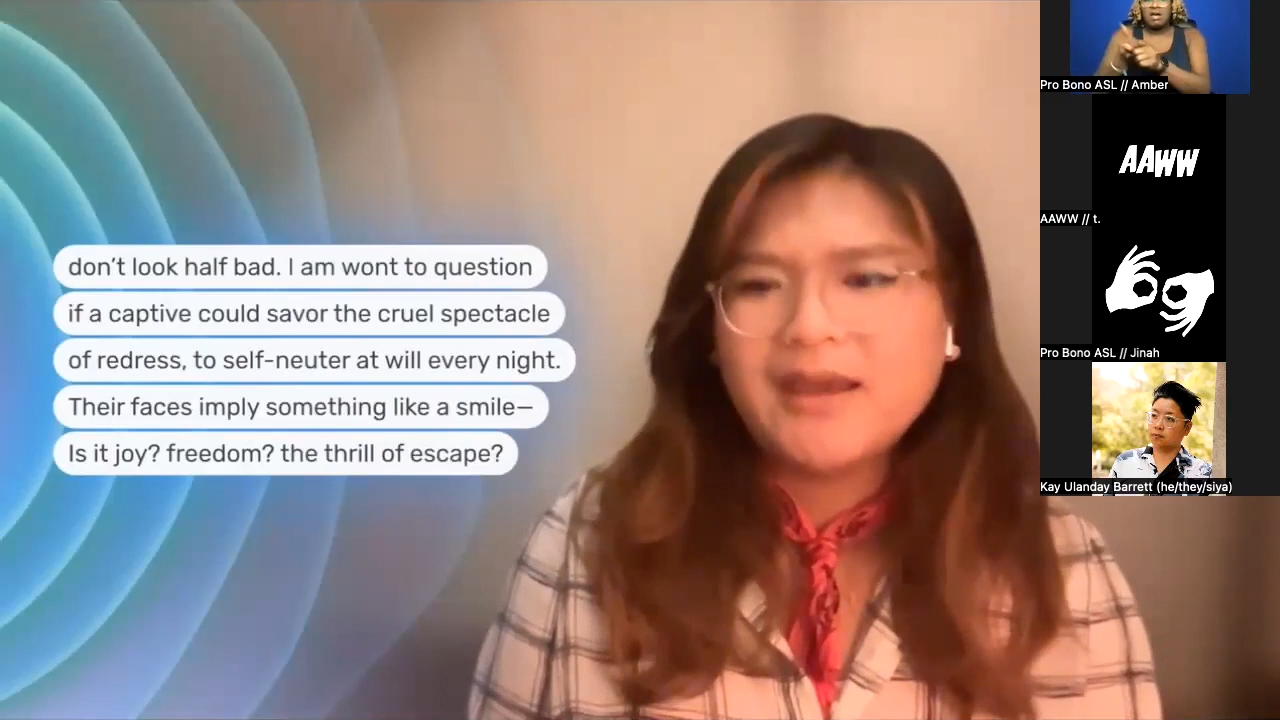 don’t look half bad. I am wont to question
if a captive could savor the cruel spectacle
of redress, to self-neuter at will every night.
Their faces imply something like a smile—
Is it joy? freedom? the thrill of escape?
Pro Bono ASL // Amber
AAWW
AAWW // t.
Pro Bono ASL // Jinah
Kay Ulanday Barrett (he/they/siya)